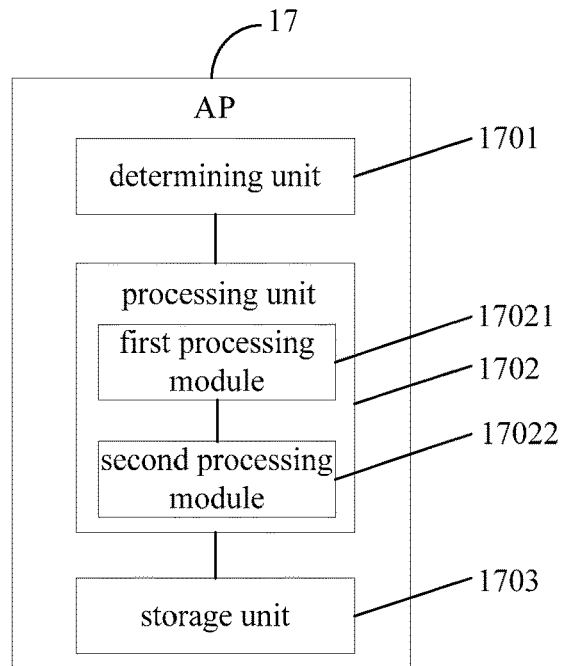 17
AP
determining unit
1701
processing unit
first processing
module
17021
1702
second processing
module
17022
storage unit
1703